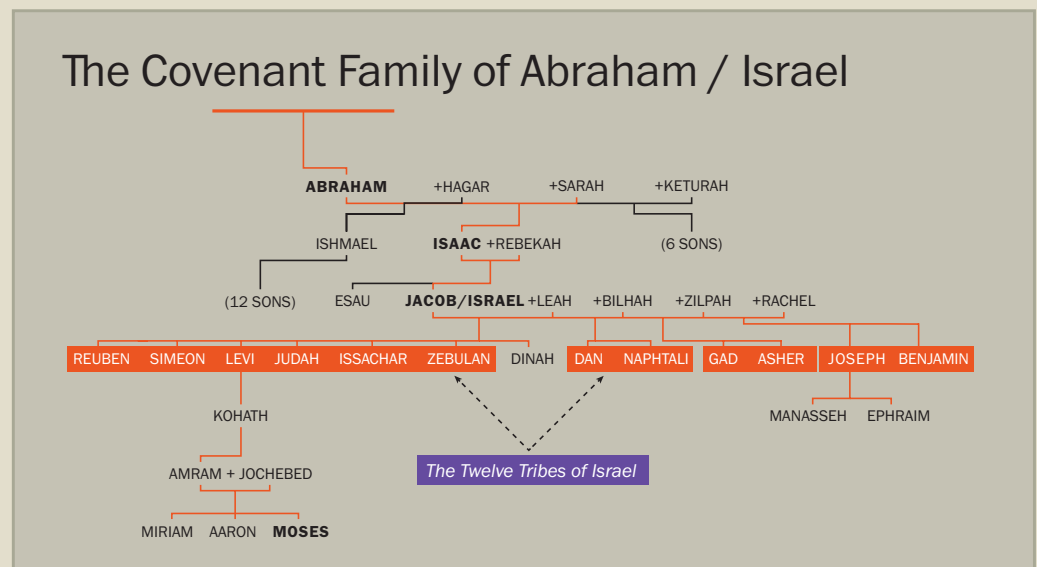 The Covenant Family of Abraham / Israel
ABRAHAM +HAGAR +SARAH +KETURAH
ISHMAEL ISAAC +REBEKAH (6 SONS)
(12 SONS) ESAU JACOB/ISRAEL +LEAH +BILHAH +ZILPAH +RACHEL
REUBEN SIMEON LEVI JUDAH ISSACHAR ZEBULAN DINAH DAN NAPHTALI GAD ASHER JOSEPH BENJAMIN
KOHATH MANASSEH EPHRAIM
AMRAM + JOCHEBED The Twelve Tribes of Israel
MIRIAM AARON MOSES